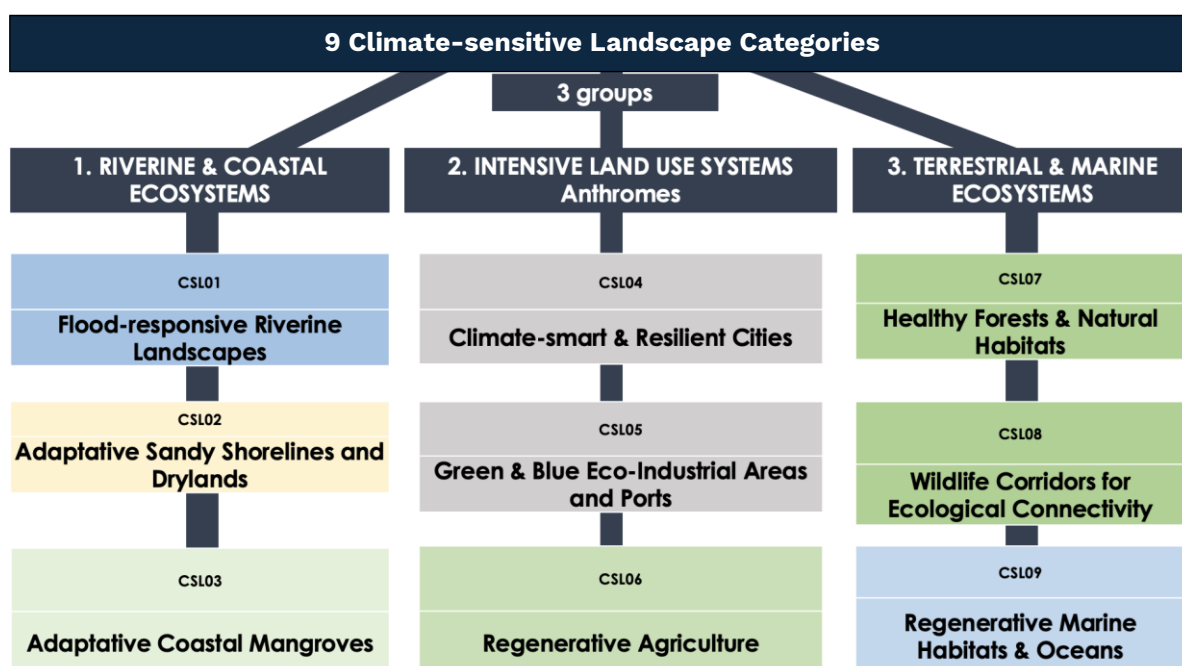 9 Climate-sensitive Landscape Categories
3 groups
1. RIVERINE & COASTAL
ECOSYSTEMS
CSL01
Flood-responsive Riverine
Landscapes
CSL02
Adaptative Sandy Shorelines and
Drylands
CSL03
Adaptative Coastal Mangroves
2. INTENSIVE LAND USE SYSTEMS
Anthromes
CSL04
Climate-smart & Resilient Cities
CSL05
Green & Blue Eco-Industrial Areas
and Ports
CSL06
Regenerative Agriculture
3. TERRESTRIAL & MARINE
ECOSYSTEMS
CSL07
Healthy Forests & Natural
Habitats
CSL08
Wildlife Corridors for
Ecological Connectivity
CSL09
Regenerative Marine
Habitats & Oceans